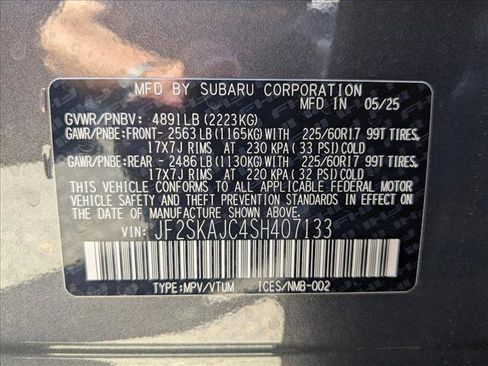 MFD BY SUBARU CORPORATION
MFD IN 05/25
GVWR/PNBV: 4891LB (2223KG)
GAWR/PNBE:FRONT- 2563LB(1165KG)WITH 225/60R17 99T TIRES,
17X7J RIMS AT 230 KPA (33 PSI)COLD
GAWR/PNBE:REAR - 2486LB(1130KG)WITH 225/60R17 99T TIRES,
17X7J RIMS AT 220 KPA (32 PSI)COLD
THIS VEHICLE CONFORMS TO ALL APPLICABLE FEDERAL MOTOR
VEHICLE SAFETY AND THEFT PREVENTION STANDARDS IN EFFECT
ON THE DATE OF MANUFACTURE SHOWN ABOVE.
VIN: JF2SKAJC4SH407133
TYPE:MPV/VTUM ICES/NMB-002